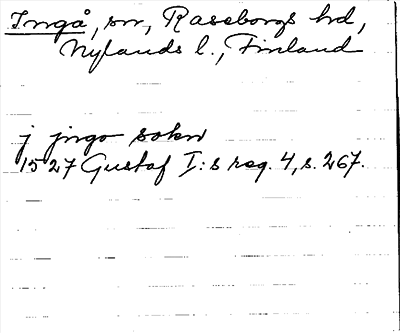 Ingå, sn, Raseborgs hd,
Nylands l., Finland
j jngo sokn
1527 Gustaf I:s reg. 4, s. 267.